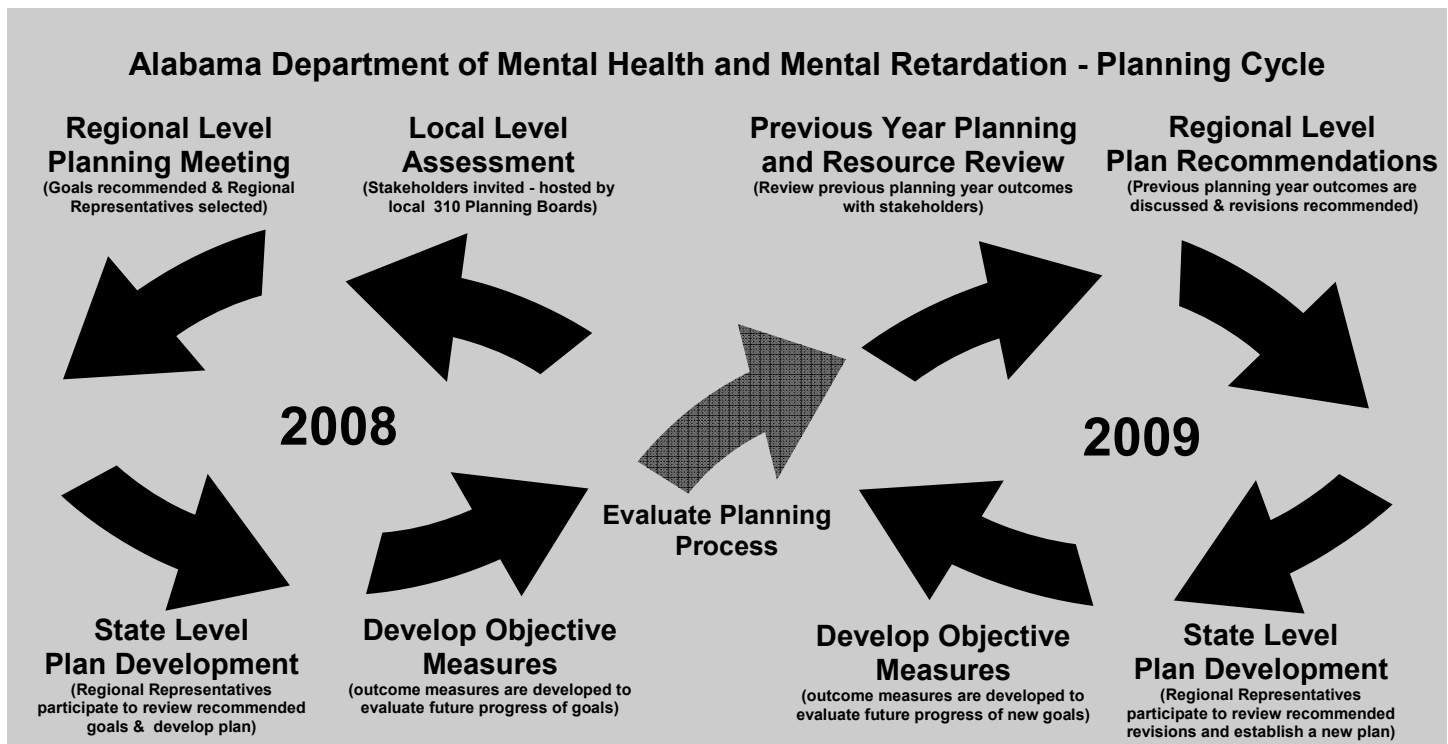 Alabama Department of Mental Health and Mental Retardation - Planning Cycle
Regional Level
Planning Meeting
(Goals recommended & Regional
Representatives selected)
Local Level
Assessment
(Stakeholders invited - hosted by
local 310 Planning Boards)
Previous Year Planning
and Resource Review
(Review previous planning year outcomes
with stakeholders)
Regional Level
Plan Recommendations
(Previous planning year outcomes are
discussed & revisions recommended)
2008
2009
Evaluate Planning
Process
State Level
Plan Development
(Regional Representatives
participate to review recommended
goals & develop plan)
Develop Objective
Measures
(outcome measures are developed to
evaluate future progress of goals)
Develop Objective
Measures
(outcome measures are developed to
evaluate future progress of new goals)
State Level
Plan Development
(Regional Representatives
participate to review recommended
revisions and establish a new plan)